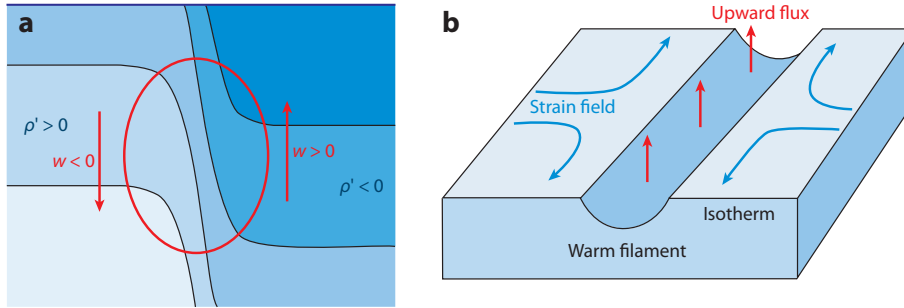 a
ρ' > 0
w < 0
w > 0
ρ' < 0
b
Upward flux
Strain field
Isotherm
Warm filament